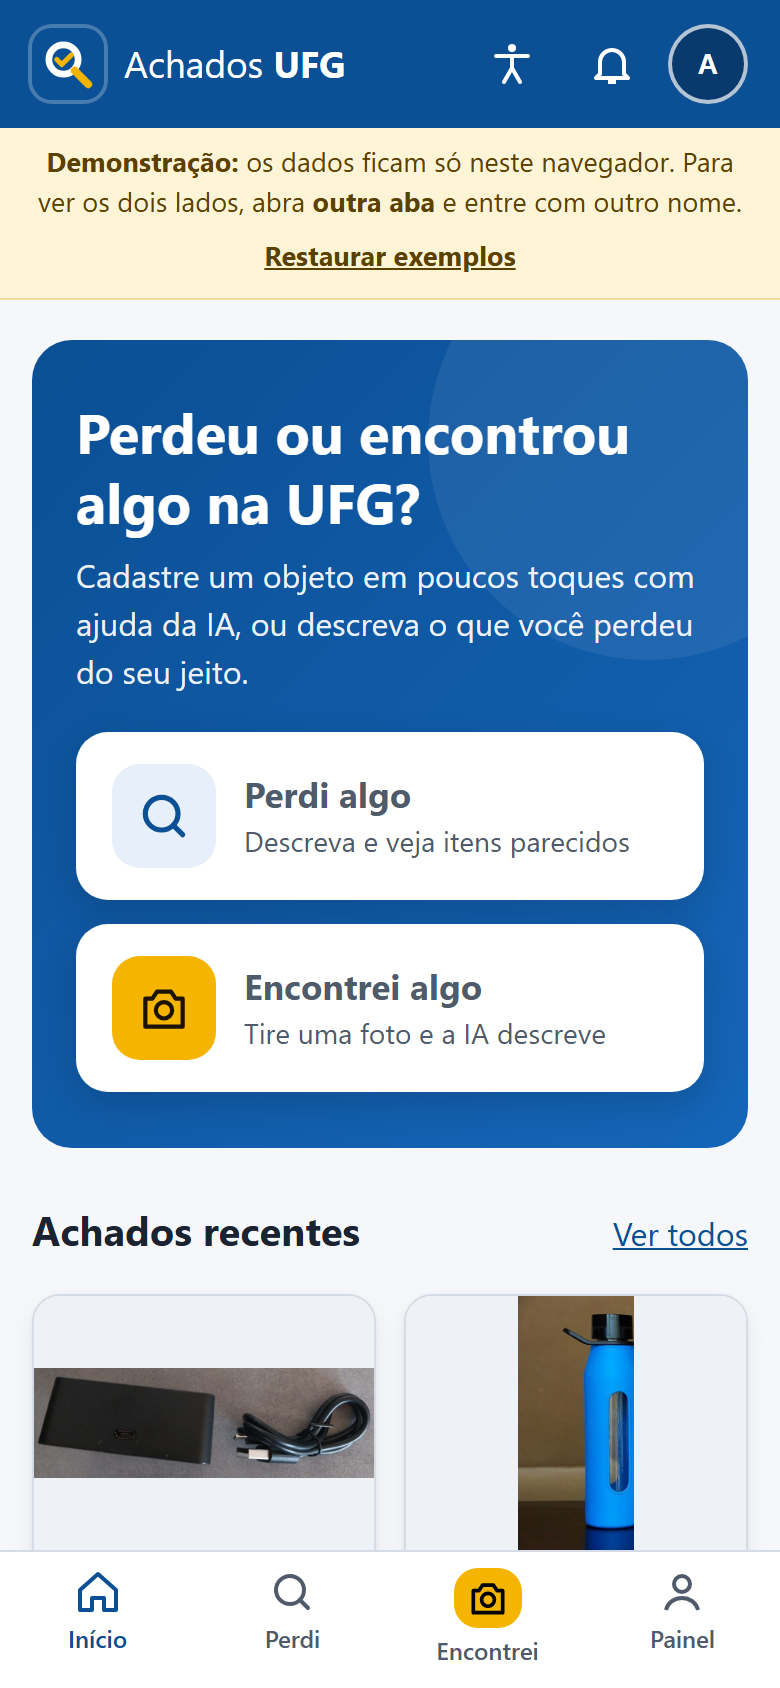 Achados UFG
A
Demonstração: os dados ficam só neste navegador. Para
ver os dois lados, abra outra aba e entre com outro nome.
Restaurar exemplos
Perdeu ou encontrou
algo na UFG?
Cadastre um objeto em poucos toques com
ajuda da IA, ou descreva o que você perdeu
do seu jeito.
Perdi algo
Descreva e veja itens parecidos
Encontrei algo
Tire uma foto e a IA descreve
Achados recentes
Ver todos
Início
Perdi
Encontrei
Painel